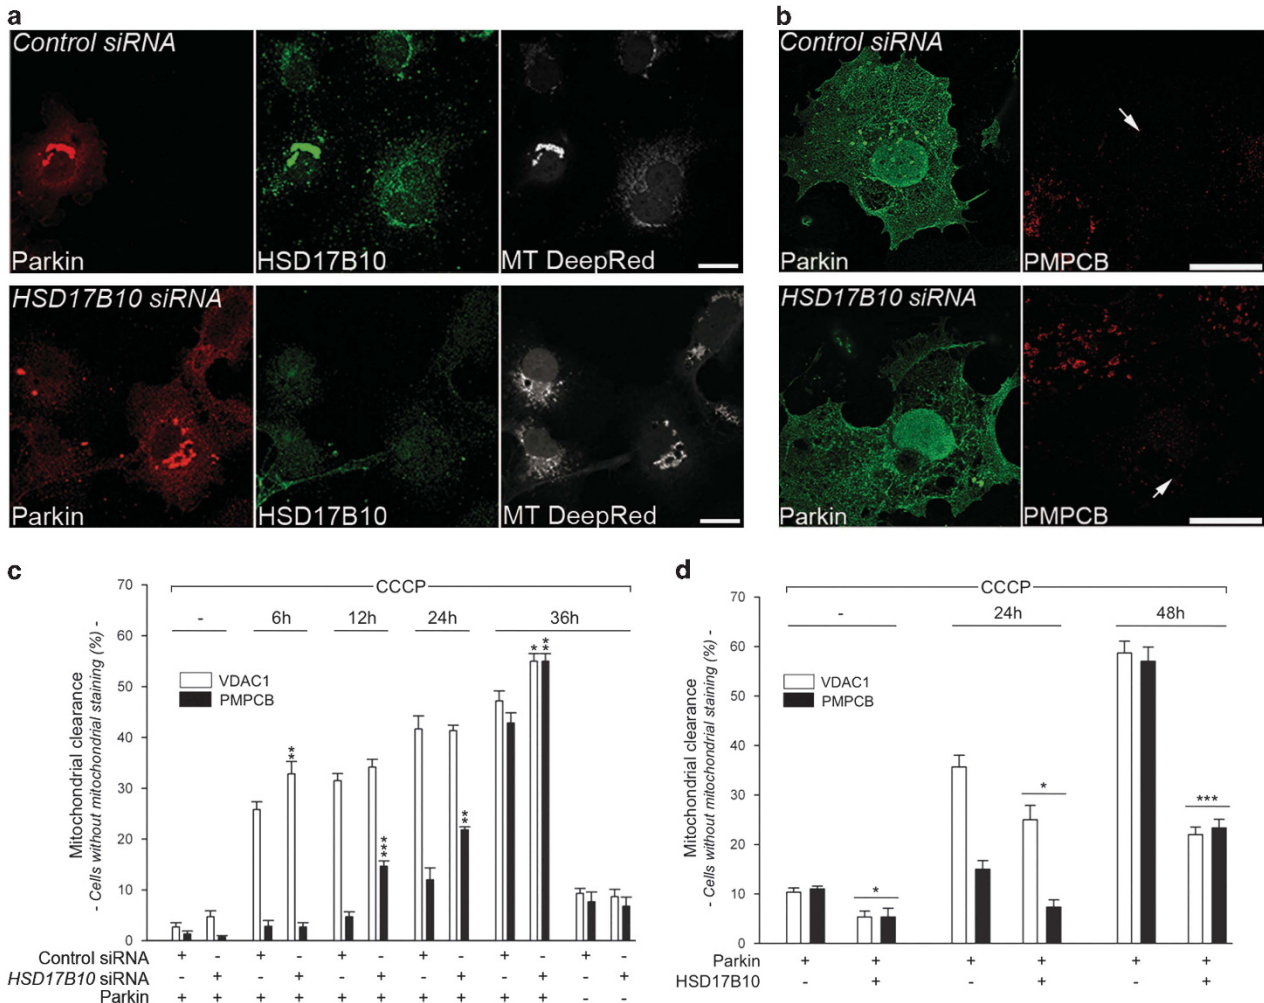 a
Control siRNA
Parkin
HSD17B10
MT DeepRed
HSD17B10 siRNA
Parkin
HSD17B10
MT DeepRed
b
Control siRNA
Parkin
PMPCB
HSD17B10 siRNA
Parkin
PMPCB
c
CCCP
- 6h 12h 24h 36h
Mitochondrial clearance
- Cells without mitochondrial staining (%) -
70
60
50
40
30
20
10
0
VDAC1
PMPCB
** *** ** * **
Control siRNA + - + - + - + - + - + -
HSD17B10 siRNA - + - + - + - + - + - +
Parkin + + + + + + + + + + - -
d
CCCP
- 24h 48h
Mitochondrial clearance
- Cells without mitochondrial staining (%) -
70
60
50
40
30
20
10
0
VDAC1
PMPCB
* * ***
Parkin + + + + + +
HSD17B10 - + - + - +